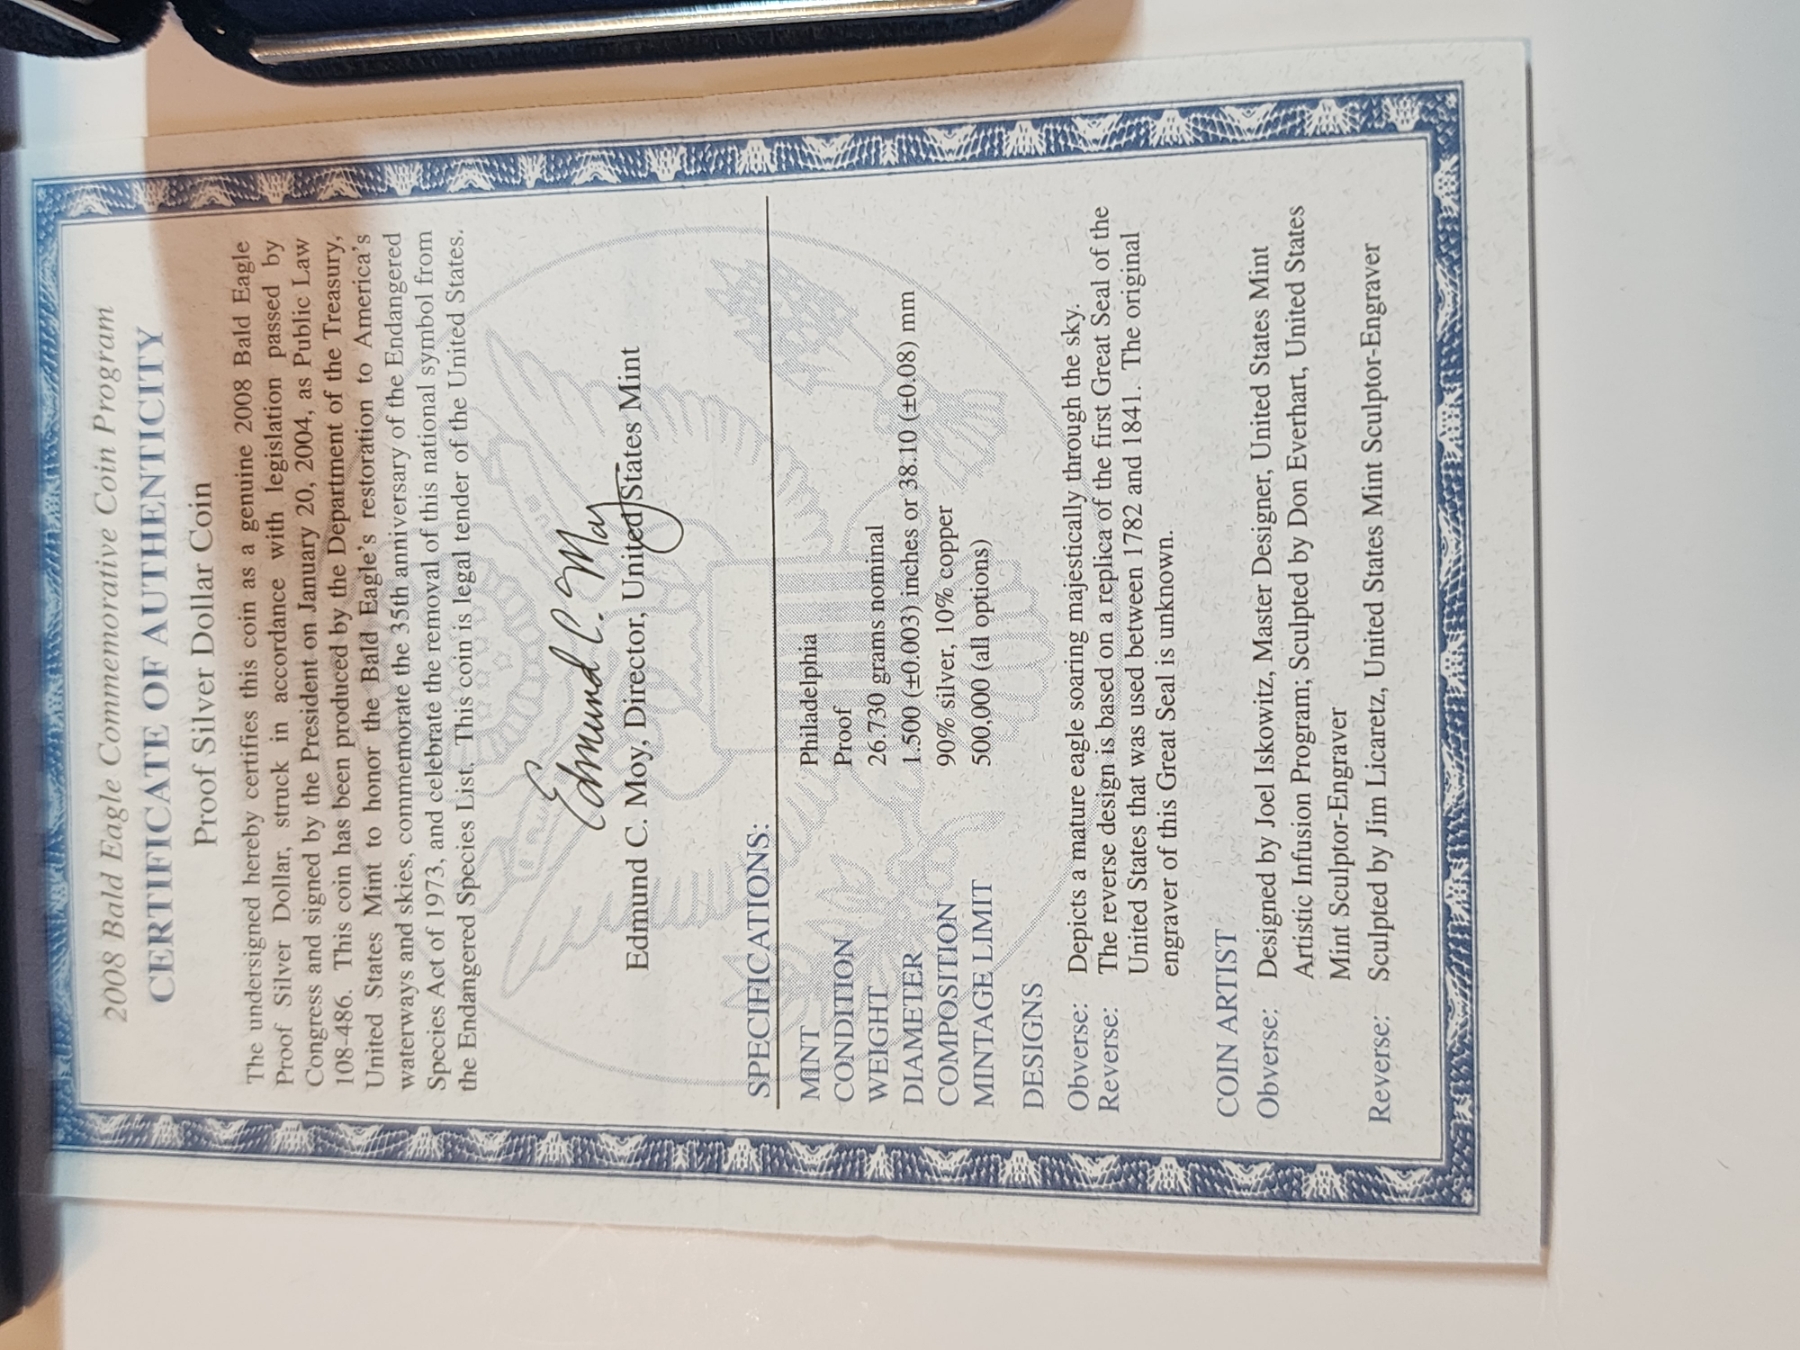 2008 Bald Eagle Commemorative Coin Program
CERTIFICATE OF AUTHENTICITY
Proof Silver Dollar Coin
The undersigned hereby certifies this coin as a genuine 2008 Bald Eagle
Proof Silver Dollar, struck in accordance with legislation passed by
Congress and signed by the President on January 20, 2004, as Public Law
108-486. This coin has been produced by the Department of the Treasury,
United States Mint to honor the Bald Eagle's restoration to America's
waterways and skies, commemorate the 35th anniversary of the Endangered
Species Act of 1973, and celebrate the removal of this national symbol from
the Endangered Species List. This coin is legal tender of the United States.
Edmund C. Moy
Edmund C. Moy, Director, United States Mint
SPECIFICATIONS:
MINT Philadelphia
CONDITION Proof
WEIGHT 26.730 grams nominal
DIAMETER 1.500 (±0.003) inches or 38.10 (±0.08) mm
COMPOSITION 90% silver, 10% copper
MINTAGE LIMIT 500,000 (all options)
DESIGNS
Obverse: Depicts a mature eagle soaring majestically through the sky.
Reverse: The reverse design is based on a replica of the first Great Seal of the
United States that was used between 1782 and 1841. The original
engraver of this Great Seal is unknown.
COIN ARTIST
Obverse: Designed by Joel Iskowitz, Master Designer, United States Mint
Artistic Infusion Program; Sculpted by Don Everhart, United States
Mint Sculptor-Engraver
Reverse: Sculpted by Jim Licaretz, United States Mint Sculptor-Engraver